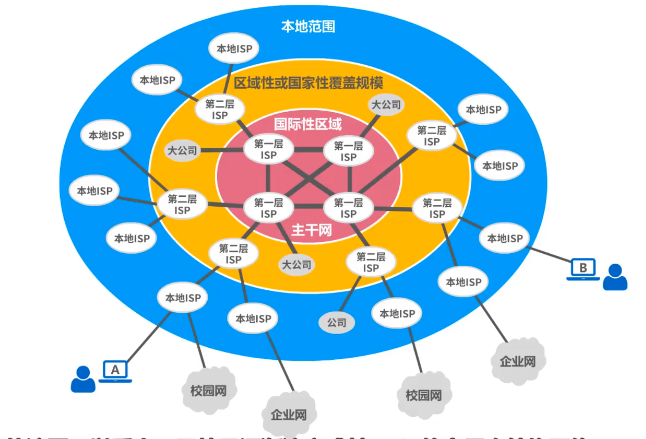 本地范围
本地ISP
本地ISP
区域性或国家性覆盖规模
第二层
ISP
大公司
本地ISP
国际性区域
本地ISP
第二层
ISP
大公司
第一层
ISP
第一层
ISP
本地ISP
本地ISP
第二层
ISP
第一层
ISP
第一层
ISP
第二层
ISP
主干网
本地ISP
本地ISP
第二层
ISP
大公司
第二层
ISP
B
本地ISP
本地ISP
本地ISP
公司
本地ISP
A
企业网
校园网
校园网
企业网